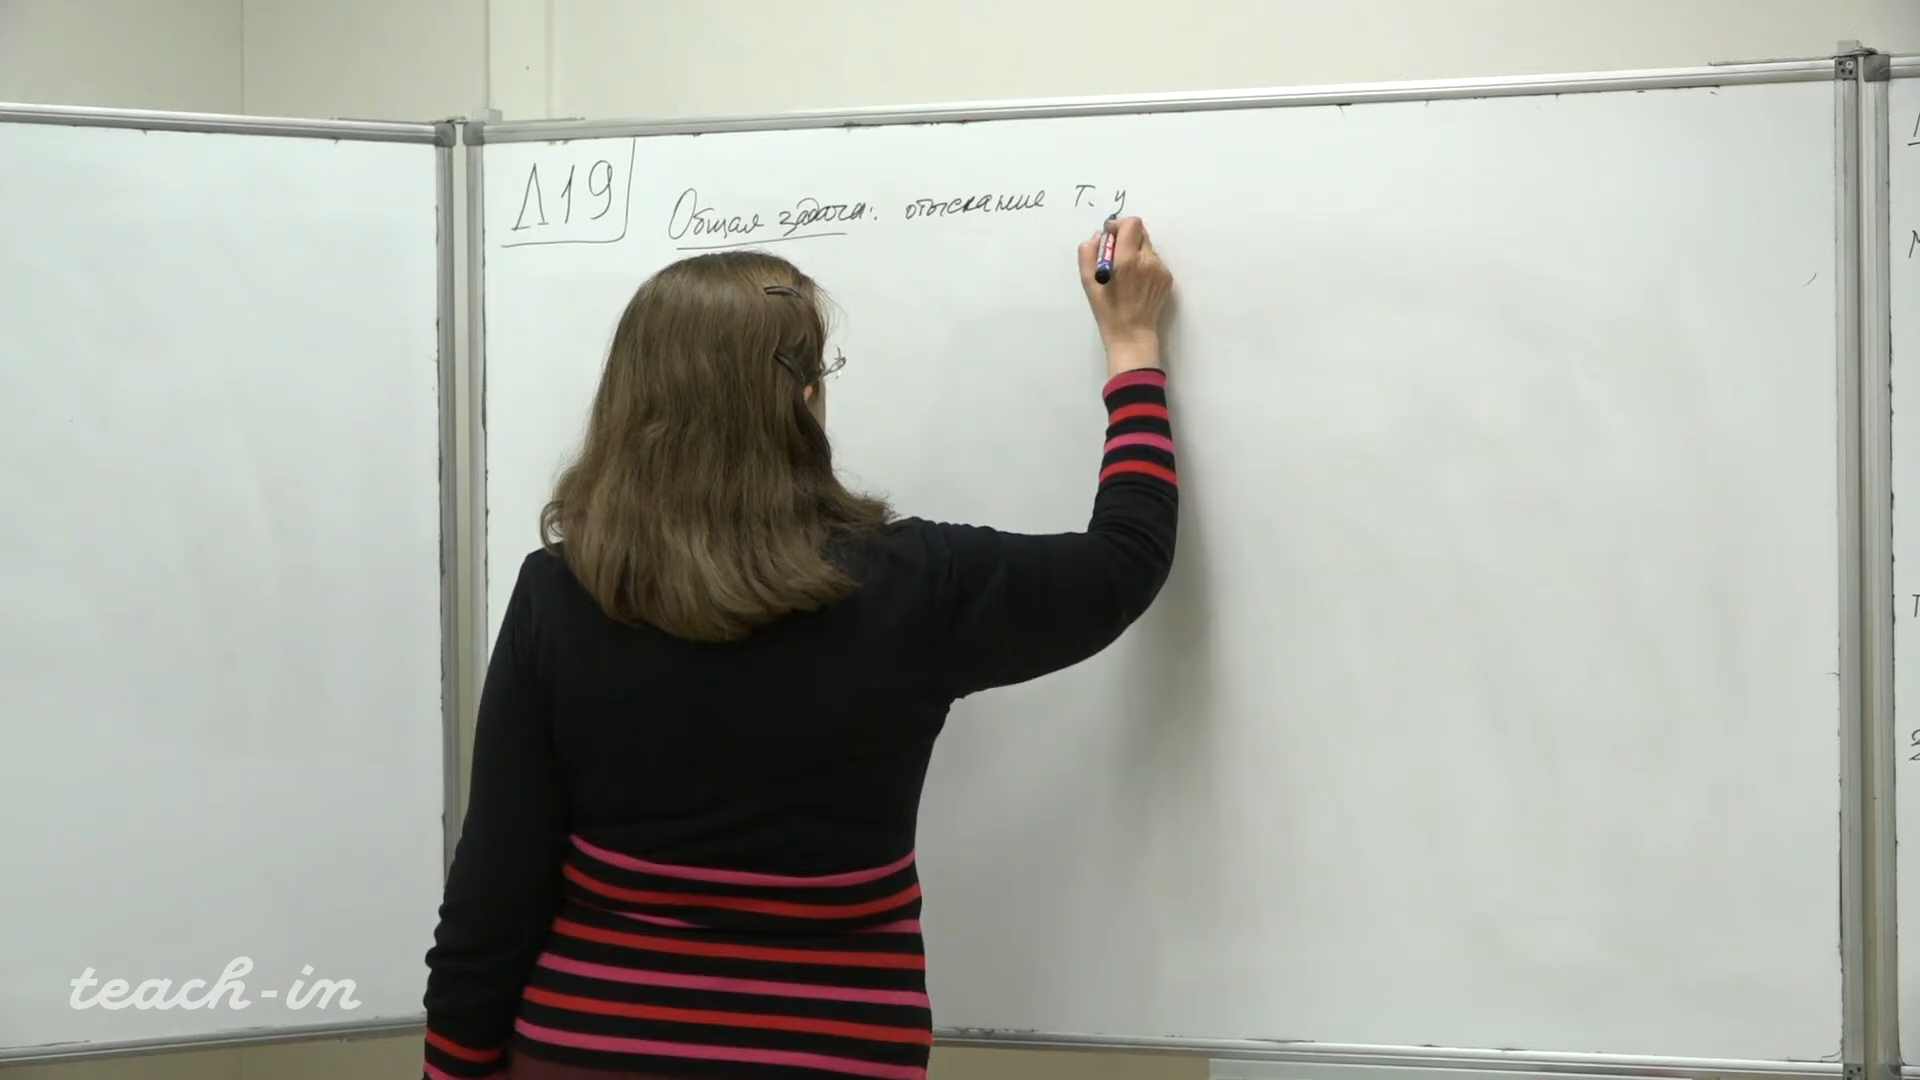 Л19
Общая задача: отыскание т. у
teach-in